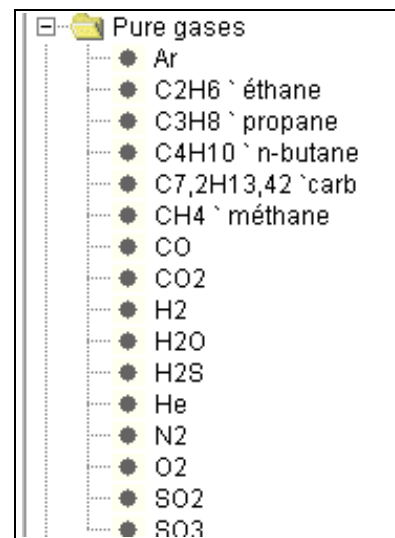 Pure gases
Ar
C2H6 ` éthane
C3H8 ` propane
C4H10 ` n-butane
C7,2H13,42 `carb
CH4 ` méthane
CO
CO2
H2
H2O
H2S
He
N2
O2
SO2
SO3